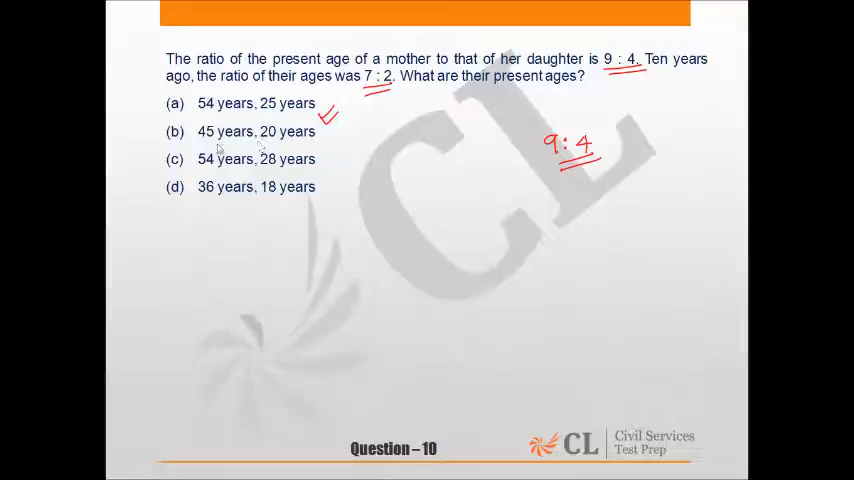 The ratio of the present age of a mother to that of her daughter is 9 : 4. Ten years
ago, the ratio of their ages was 7 : 2. What are their present ages?
(a) 54 years, 25 years
(b) 45 years, 20 years
(c) 54 years, 28 years
(d) 36 years, 18 years
9 : 4
CL
Question – 10
CL Civil Services
Test Prep